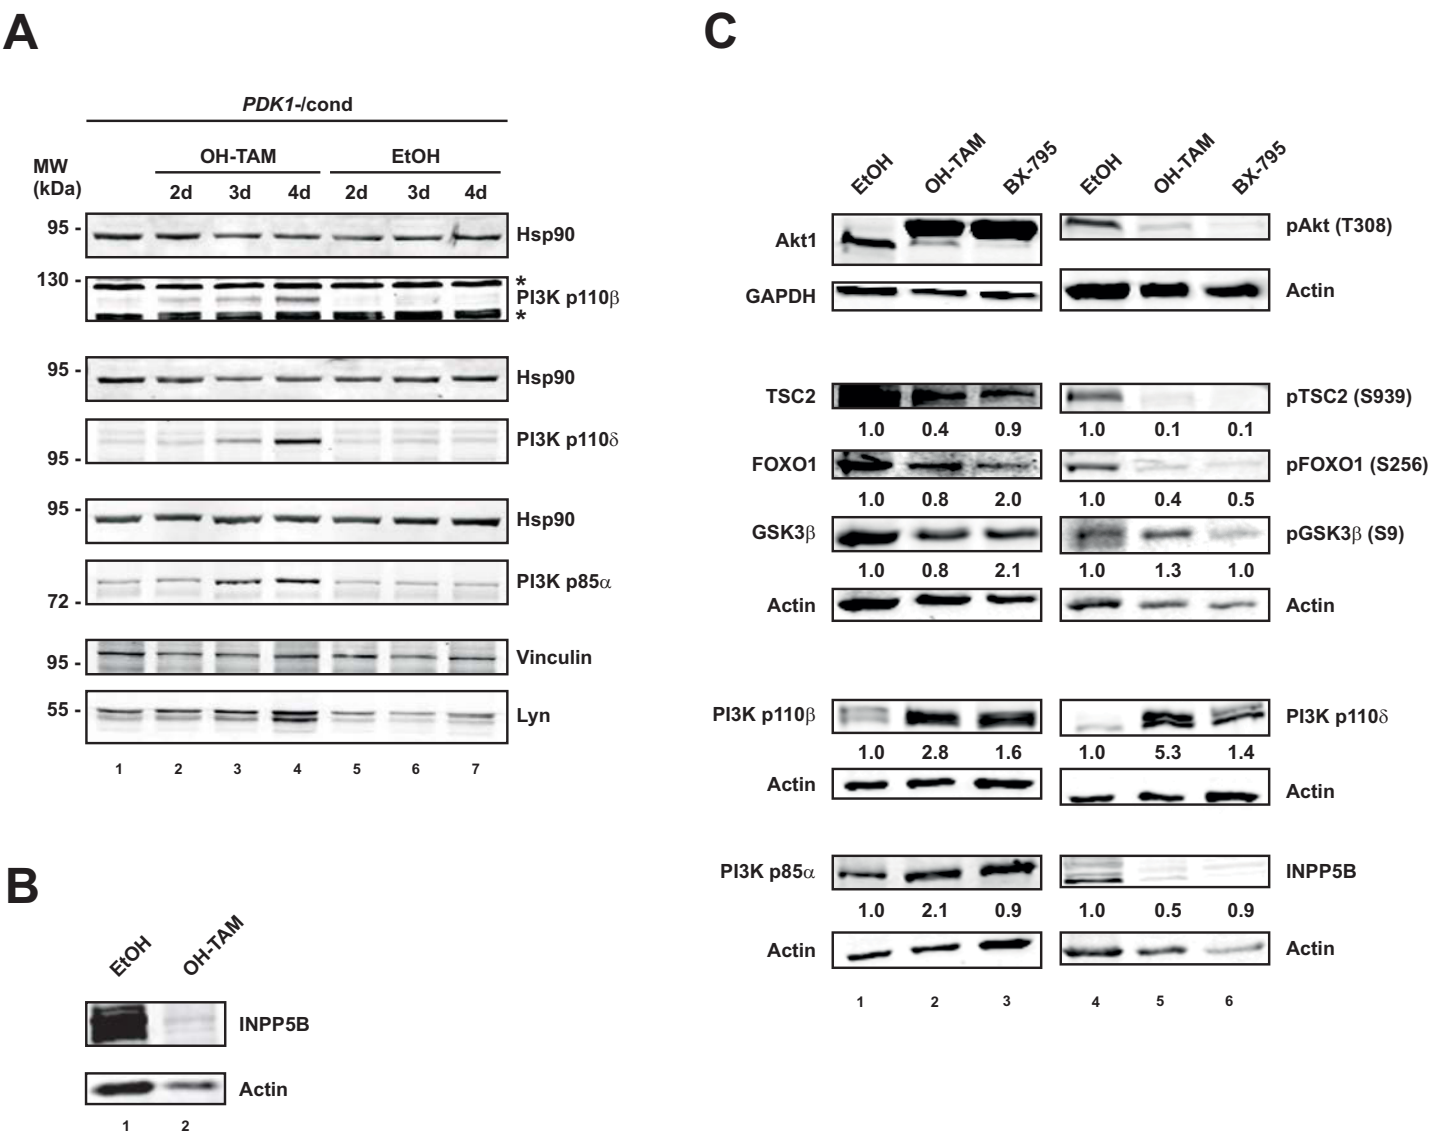 A
PDK1-/cond
MW
(kDa)
OH-TAM EtOH
2d 3d 4d 2d 3d 4d
95 - Hsp90
130 - * PI3K p110β
*
95 - Hsp90
PI3K p110δ
95 -
95 - Hsp90
PI3K p85α
72 -
Vinculin
95 -
55 - Lyn
1 2 3 4 5 6 7
B
EtOH OH-TAM
INPP5B
Actin
1 2
C
EtOH OH-TAM BX-795 EtOH OH-TAM BX-795
Akt1 pAkt (T308)
GAPDH Actin
TSC2 pTSC2 (S939)
1.0 0.4 0.9 1.0 0.1 0.1
FOXO1 pFOXO1 (S256)
1.0 0.8 2.0 1.0 0.4 0.5
GSK3β pGSK3β (S9)
1.0 0.8 2.1 1.0 1.3 1.0
Actin Actin
PI3K p110β PI3K p110δ
1.0 2.8 1.6 1.0 5.3 1.4
Actin Actin
PI3K p85α INPP5B
1.0 2.1 0.9 1.0 0.5 0.9
Actin Actin
1 2 3 4 5 6